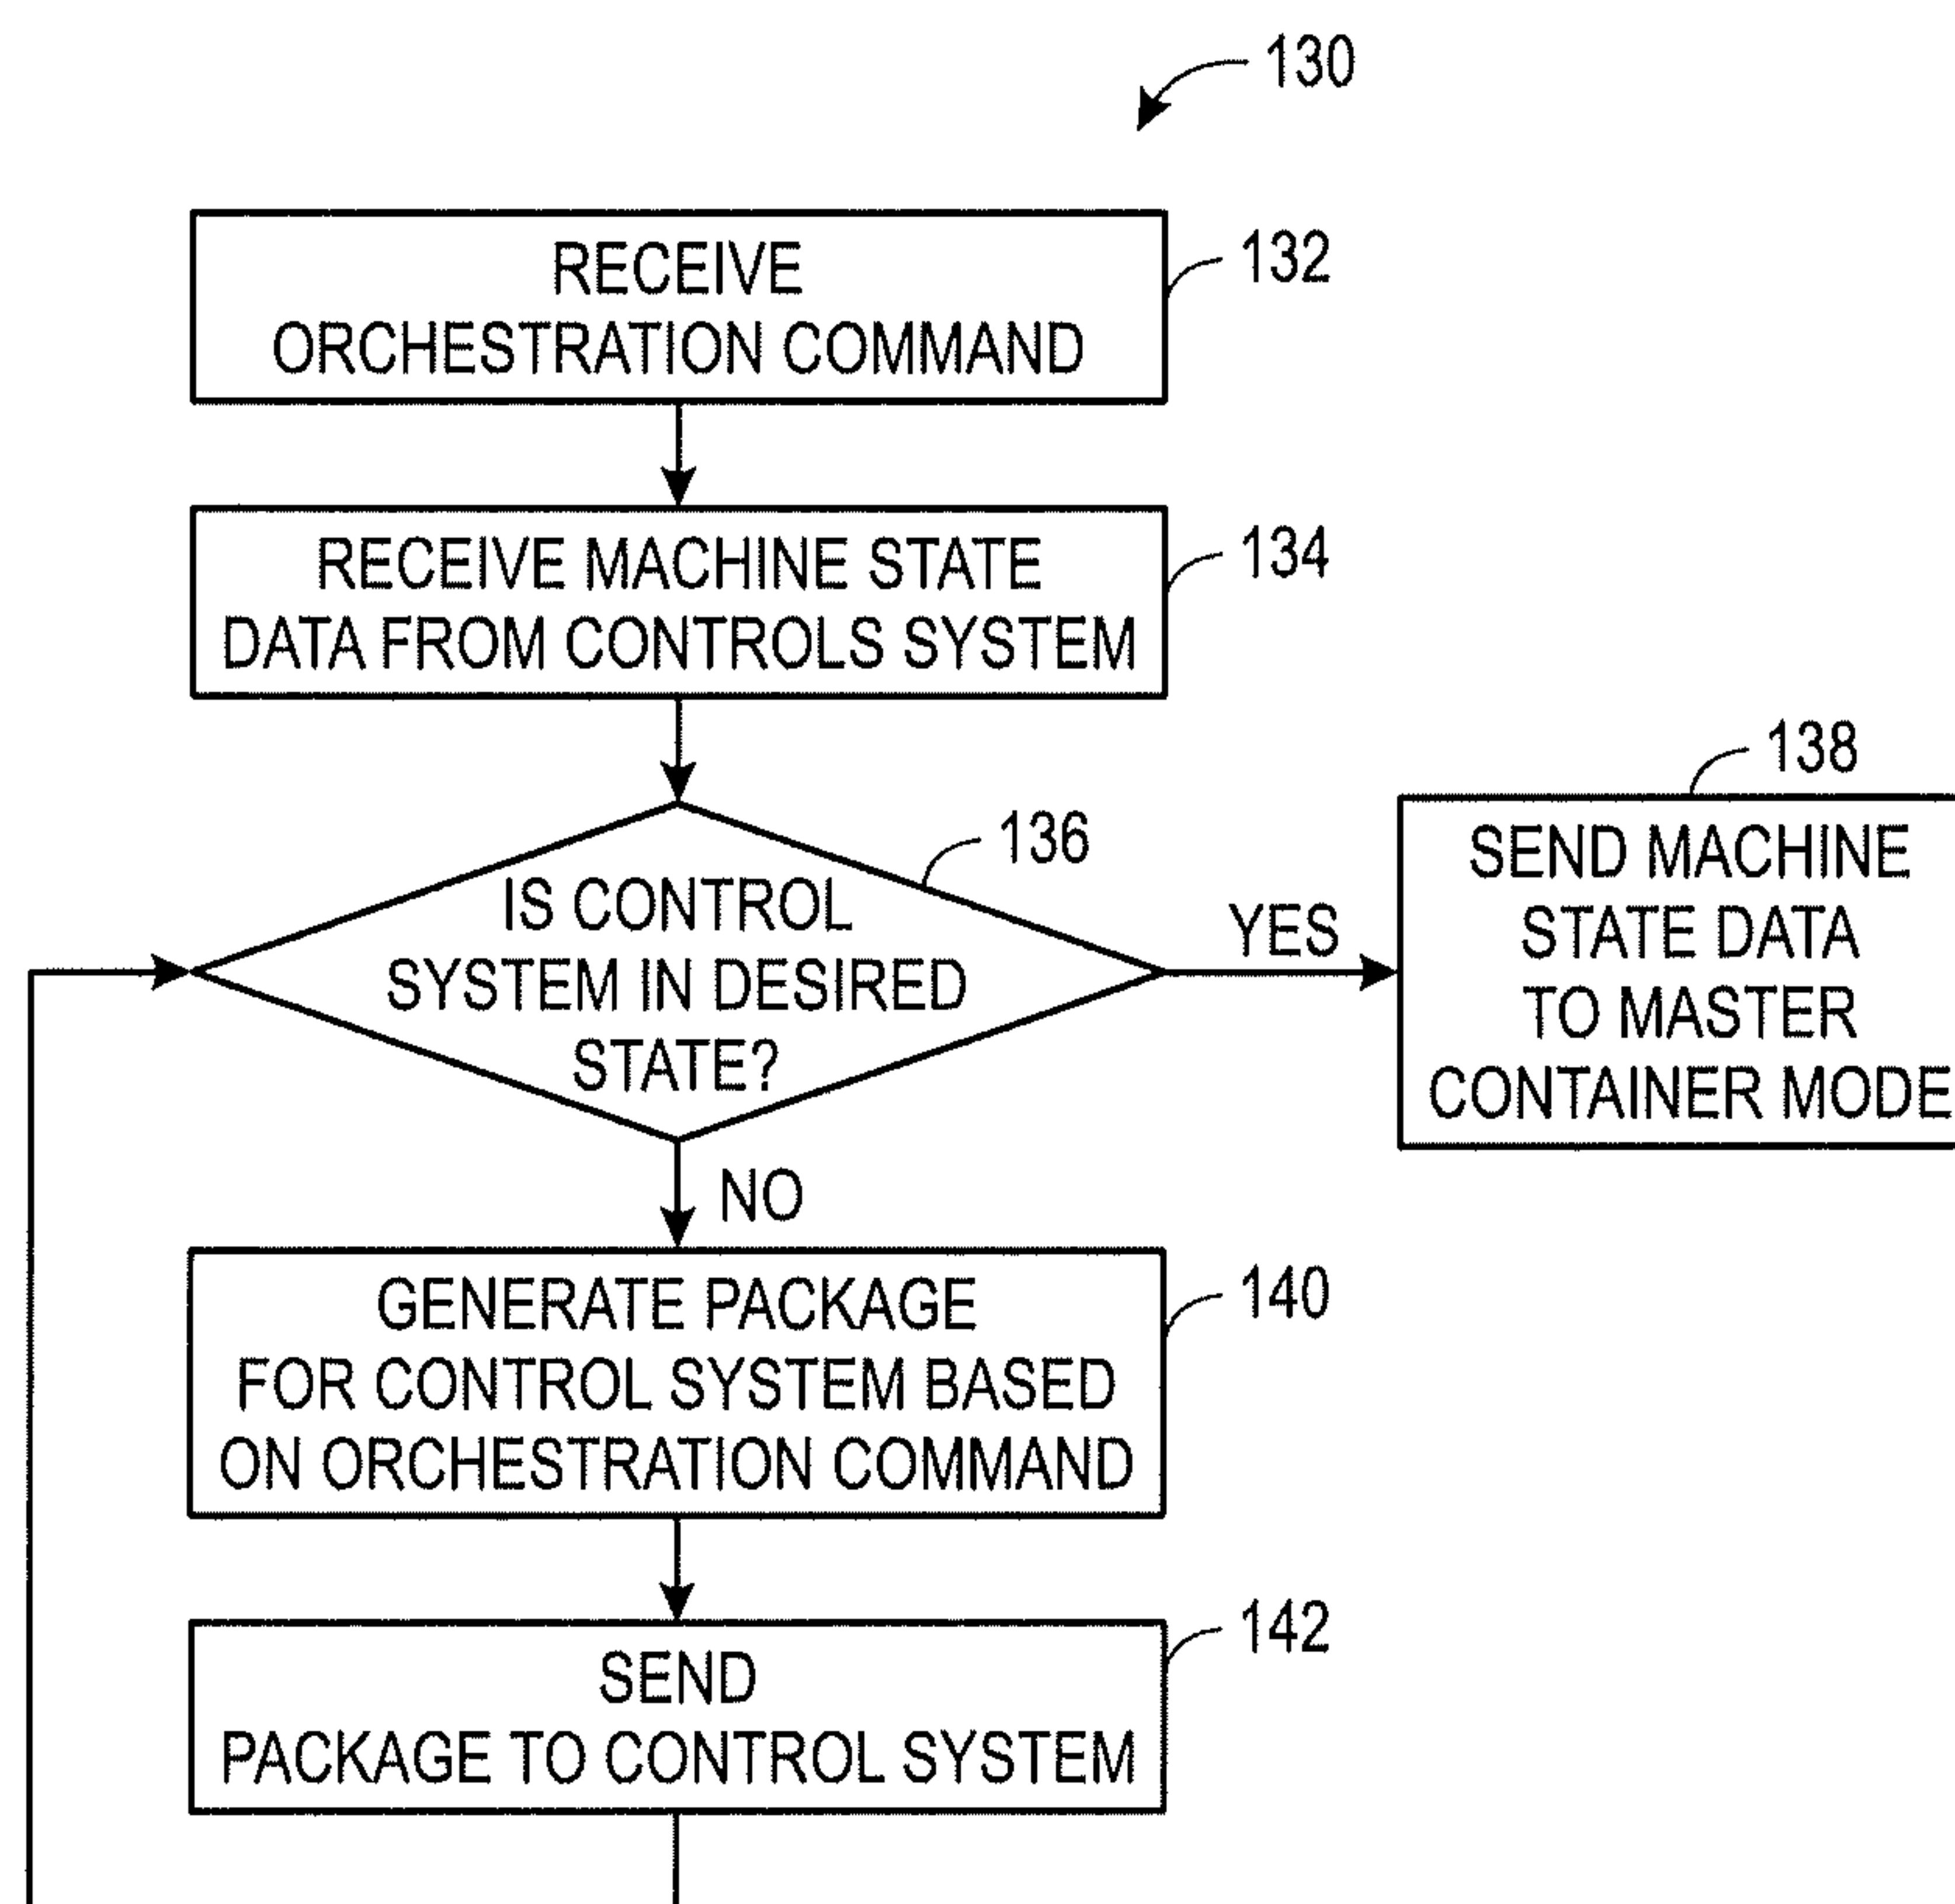 130
RECEIVE
ORCHESTRATION COMMAND
132
RECEIVE MACHINE STATE
DATA FROM CONTROLS SYSTEM
134
IS CONTROL
SYSTEM IN DESIRED
STATE?
136
YES
138
SEND MACHINE
STATE DATA
TO MASTER
CONTAINER MODE
NO
GENERATE PACKAGE
FOR CONTROL SYSTEM BASED
ON ORCHESTRATION COMMAND
140
SEND
PACKAGE TO CONTROL SYSTEM
142